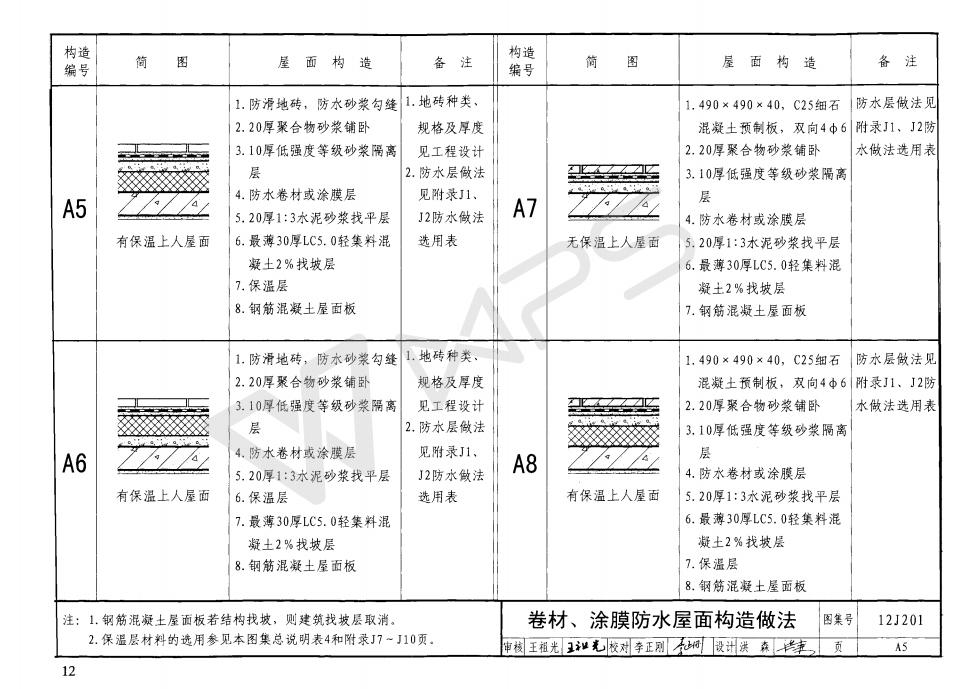 构造编号 简图 屋面构造 备注
A5
有保温上人屋面
1.防滑地砖，防水砂浆勾缝
2.20厚聚合物砂浆铺卧
3.10厚低强度等级砂浆隔离
层
4.防水卷材或涂膜层
5.20厚1:3水泥砂浆找平层
6.最薄30厚LC5.0轻集料混
凝土2%找坡层
7.保温层
8.钢筋混凝土屋面板
1.地砖种类、
规格及厚度
见工程设计
2.防水层做法
见附录J1、
J2防水做法
选用表
A6
有保温上人屋面
1.防滑地砖，防水砂浆勾缝
2.20厚聚合物砂浆铺卧
3.10厚低强度等级砂浆隔离
层
4.防水卷材或涂膜层
5.20厚1:3水泥砂浆找平层
6.保温层
7.最薄30厚LC5.0轻集料混
凝土2%找坡层
8.钢筋混凝土屋面板
1.地砖种类、
规格及厚度
见工程设计
2.防水层做法
见附录J1、
J2防水做法
选用表
构造编号 简图 屋面构造 备注
A7
无保温上人屋面
1.490×490×40，C25细石
混凝土预制板，双向4ф6
2.20厚聚合物砂浆铺卧
3.10厚低强度等级砂浆隔离
层
4.防水卷材或涂膜层
5.20厚1:3水泥砂浆找平层
6.最薄30厚LC5.0轻集料混
凝土2%找坡层
7.钢筋混凝土屋面板
防水层做法见
附录J1、J2防
水做法选用表
A8
有保温上人屋面
1.490×490×40，C25细石
混凝土预制板，双向4ф6
2.20厚聚合物砂浆铺卧
3.10厚低强度等级砂浆隔离
层
4.防水卷材或涂膜层
5.20厚1:3水泥砂浆找平层
6.最薄30厚LC5.0轻集料混
凝土2%找坡层
7.保温层
8.钢筋混凝土屋面板
防水层做法见
附录J1、J2防
水做法选用表
注：1.钢筋混凝土屋面板若结构找坡，则建筑找坡层取消。
2.保温层材料的选用参见本图集总说明表4和附录J7～J10页。
卷材、涂膜防水屋面构造做法 图集号 12J201
审核 王祖光 王祖光 校对 李正刚 李正刚 设计 洪森 页 A5
12
WPS